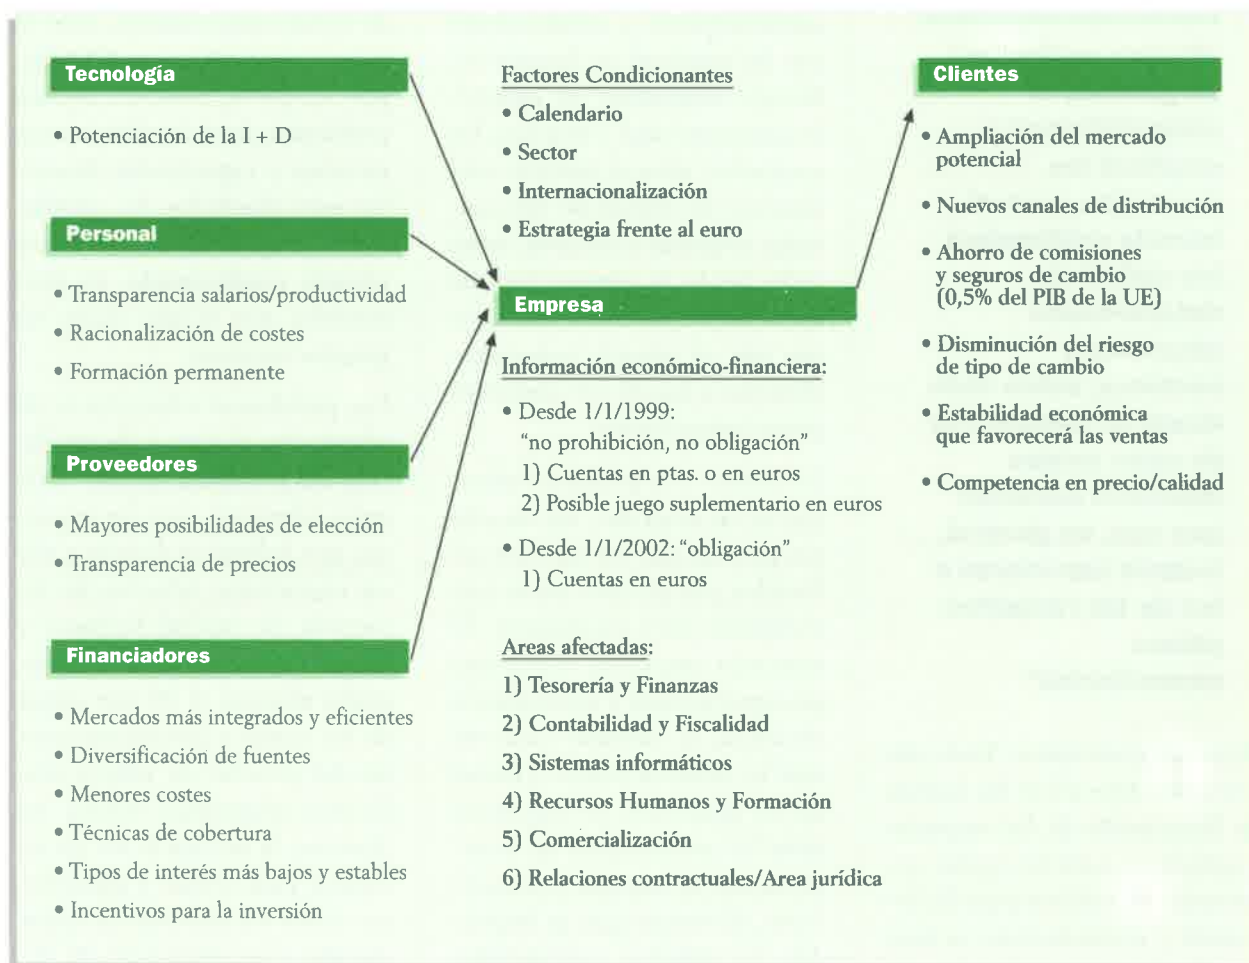 Tecnología
• Potenciación de la I + D
Personal
• Transparencia salarios/productividad
• Racionalización de costes
• Formación permanente
Proveedores
• Mayores posibilidades de elección
• Transparencia de precios
Financiadores
• Mercados más integrados y eficientes
• Diversificación de fuentes
• Menores costes
• Técnicas de cobertura
• Tipos de interés más bajos y estables
• Incentivos para la inversión
Factores Condicionantes
• Calendario
• Sector
• Internacionalización
• Estrategia frente al euro
Empresa
Información económico-financiera:
• Desde 1/1/1999:
“no prohibición, no obligación”
1) Cuentas en ptas. o en euros
2) Posible juego suplementario en euros
• Desde 1/1/2002: “obligación”
1) Cuentas en euros
Areas afectadas:
1) Tesorería y Finanzas
2) Contabilidad y Fiscalidad
3) Sistemas informáticos
4) Recursos Humanos y Formación
5) Comercialización
6) Relaciones contractuales/Area jurídica
Clientes
• Ampliación del mercado
potencial
• Nuevos canales de distribución
• Ahorro de comisiones
y seguros de cambio
(0,5% del PIB de la UE)
• Disminución del riesgo
de tipo de cambio
• Estabilidad económica
que favorecerá las ventas
• Competencia en precio/calidad